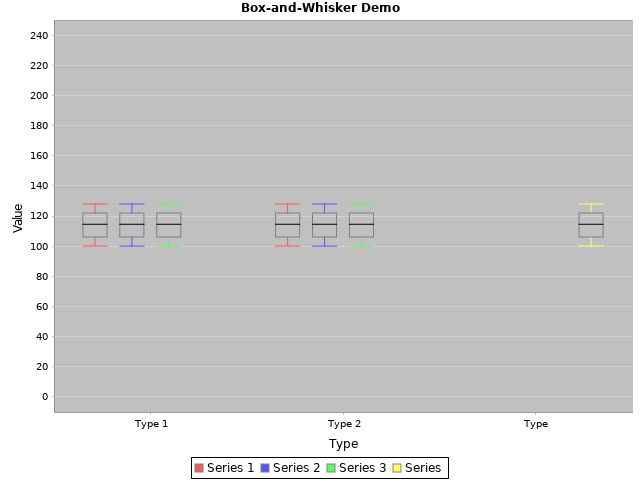 Box-and-Whisker Demo
240
220
200
180
160
140
120
100
80
60
40
20
0
Value
Type 1 Type 2 Type
Type
Series 1 Series 2 Series 3 Series